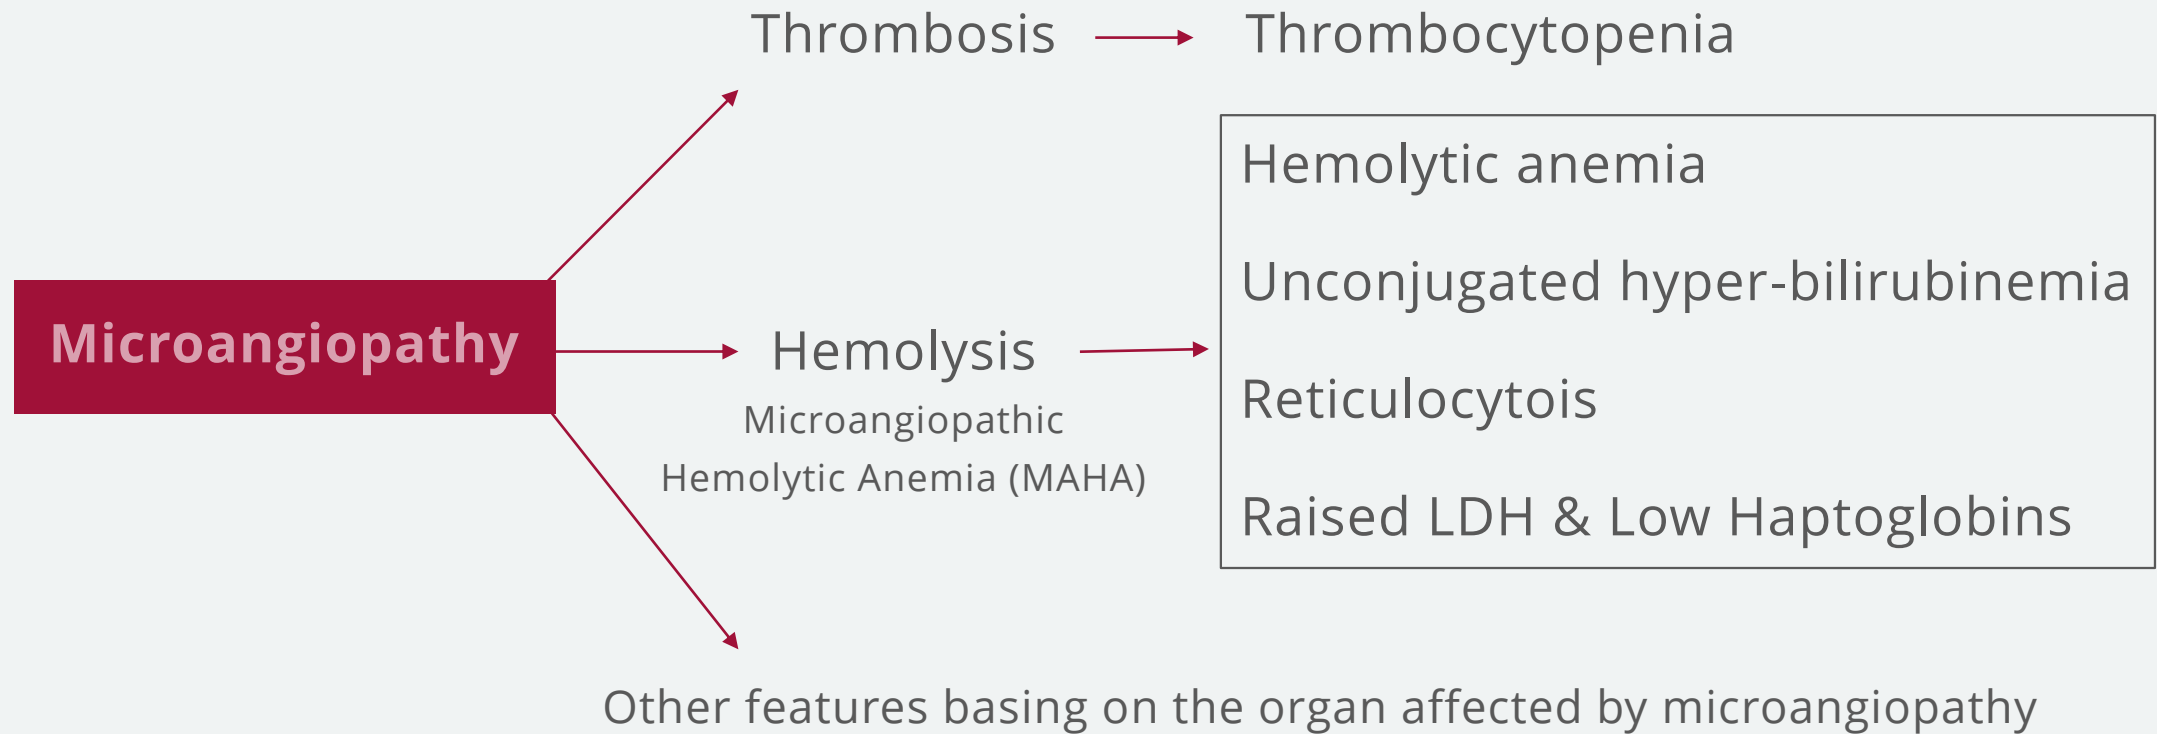 Thrombosis
Thrombocytopenia
Hemolytic anemia
Unconjugated hyper-bilirubinemia
Microangiopathy
Hemolysis
Microangiopathic
Hemolytic Anemia (MAHA)
Reticulocytois
Raised LDH & Low Haptoglobins
Other features basing on the organ affected by microangiopathy